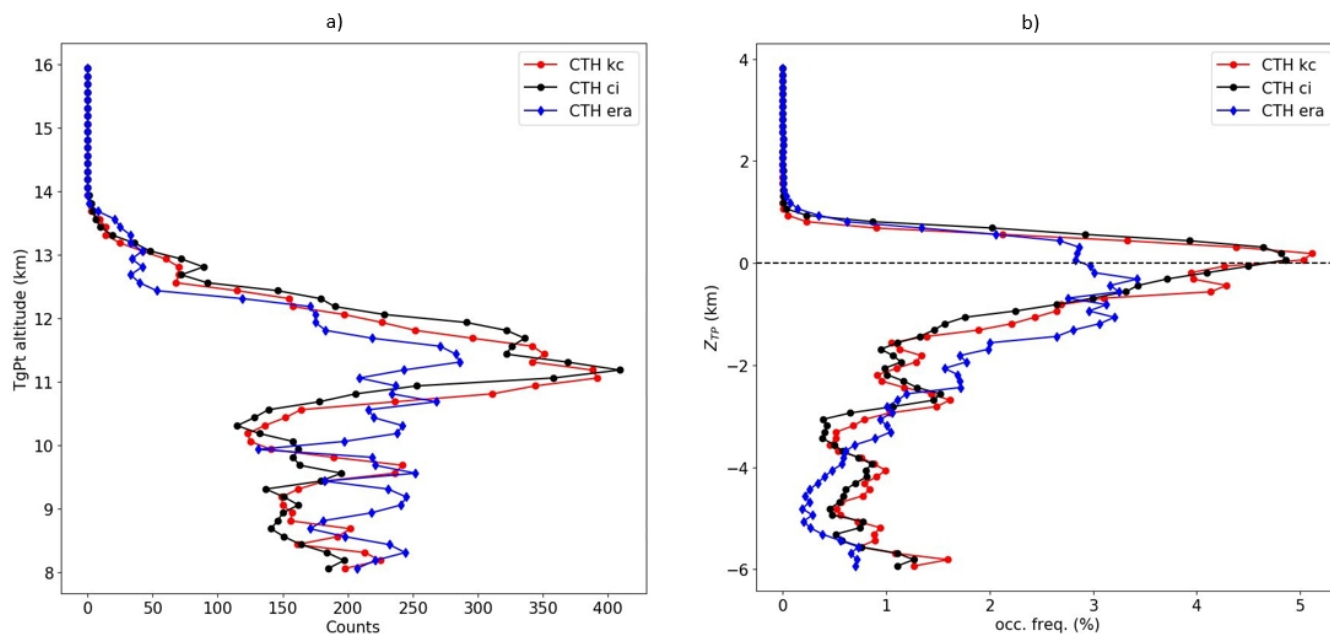 a)
CTH kc
CTH ci
CTH era
16
15
14
13
12
11
10
9
8
TgPt altitude (km)
0
50
100
150
200
250
300
350
400
Counts
b)
CTH kc
CTH ci
CTH era
4
2
0
−2
−4
−6
Z_TP (km)
0
1
2
3
4
5
occ. freq. (%)